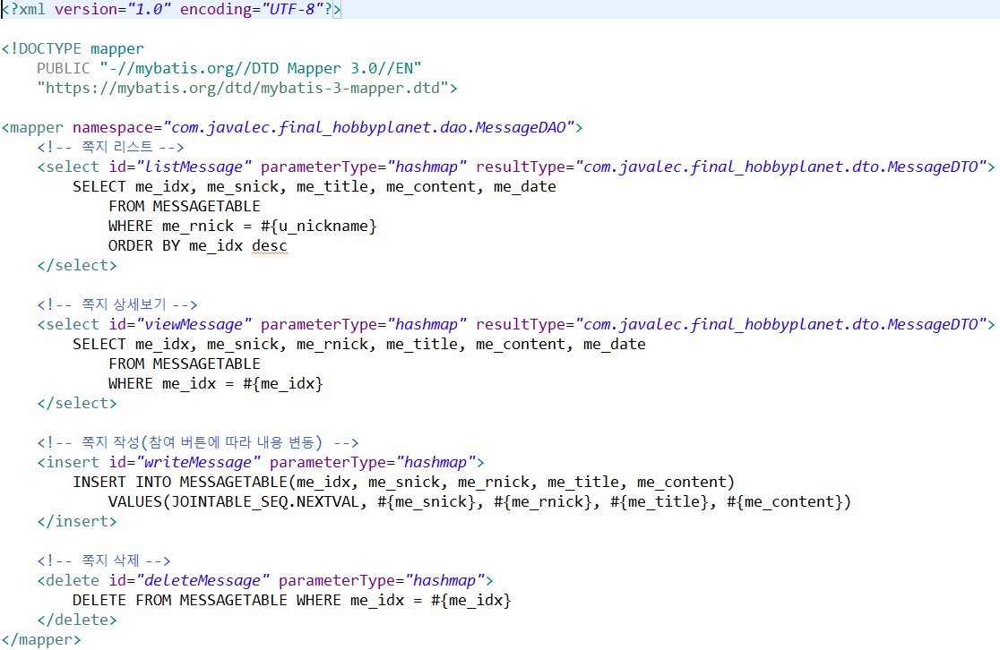 <?xml version="1.0" encoding="UTF-8"?>
<!DOCTYPE mapper
PUBLIC "-//mybatis.org//DTD Mapper 3.0//EN"
"https://mybatis.org/dtd/mybatis-3-mapper.dtd">
<mapper namespace="com.javalec.final_hobbyplanet.dao.MessageDAO">
<!-- 쪽지 리스트 -->
<select id="listMessage" parameterType="hashmap" resultType="com.javalec.final_hobbyplanet.dto.MessageDTO">
SELECT me_idx, me_snick, me_title, me_content, me_date
FROM MESSAGETABLE
WHERE me_rnick = #{u_nickname}
ORDER BY me_idx desc
</select>
<!-- 쪽지 상세보기 -->
<select id="viewMessage" parameterType="hashmap" resultType="com.javalec.final_hobbyplanet.dto.MessageDTO">
SELECT me_idx, me_snick, me_rnick, me_title, me_content, me_date
FROM MESSAGETABLE
WHERE me_idx = #{me_idx}
</select>
<!-- 쪽지 작성(참여 버튼에 따라 내용 변동) -->
<insert id="writeMessage" parameterType="hashmap">
INSERT INTO MESSAGETABLE(me_idx, me_snick, me_rnick, me_title, me_content)
VALUES(JOINTABLE_SEQ.NEXTVAL, #{me_snick}, #{me_rnick}, #{me_title}, #{me_content})
</insert>
<!-- 쪽지 삭제 -->
<delete id="deleteMessage" parameterType="hashmap">
DELETE FROM MESSAGETABLE WHERE me_idx = #{me_idx}
</delete>
</mapper>